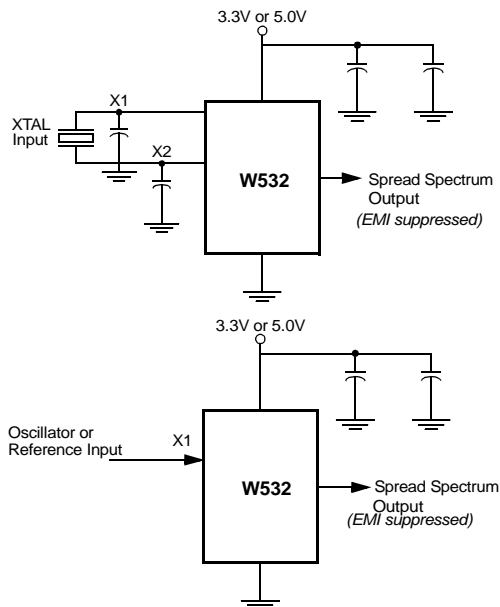 3.3V or 5.0V
X1
XTAL
Input
X2
W532
Spread Spectrum
Output
(EMI suppressed)
3.3V or 5.0V
Oscillator or
Reference Input
X1
W532
Spread Spectrum
Output
(EMI suppressed)